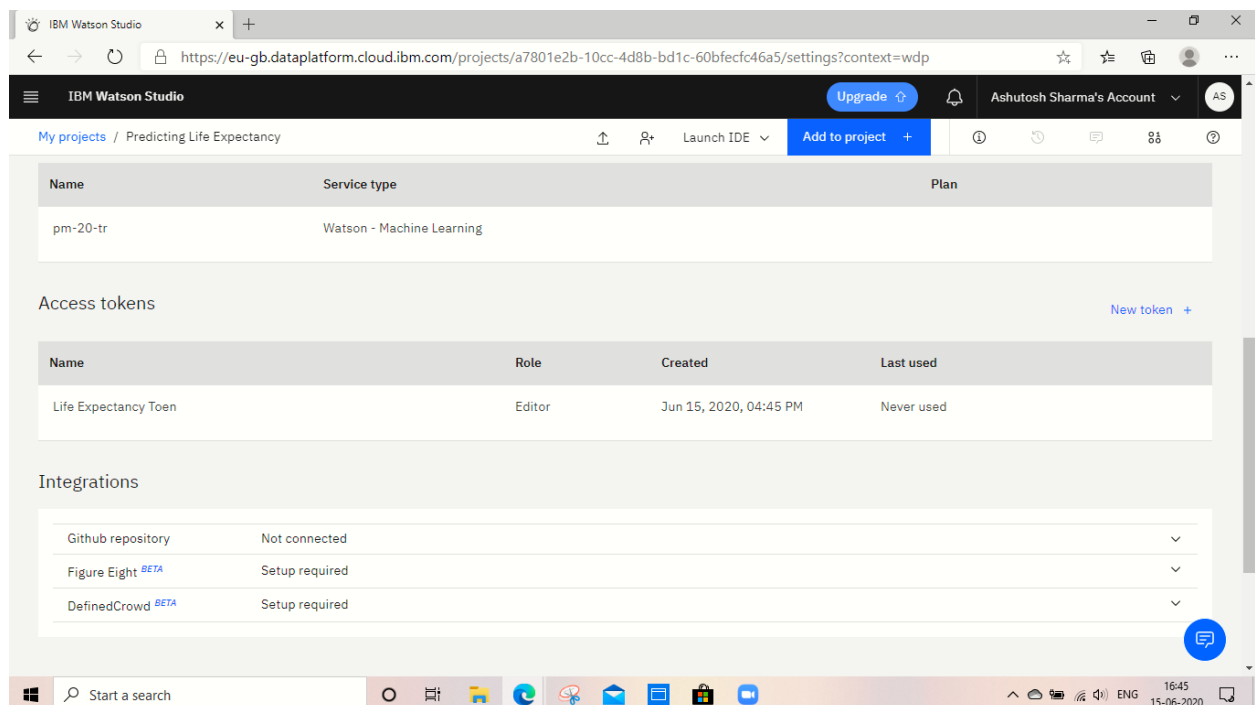 IBM Watson Studio
https://eu-gb.dataplatform.cloud.ibm.com/projects/a7801e2b-10cc-4d8b-bd1c-60bfecfc46a5/settings?context=wdp
IBM Watson Studio Upgrade Ashutosh Sharma's Account AS
My projects / Predicting Life Expectancy Launch IDE Add to project +
Name Service type Plan
pm-20-tr Watson - Machine Learning
Access tokens
New token +
Name Role Created Last used
Life Expectancy Toen Editor Jun 15, 2020, 04:45 PM Never used
Integrations
Github repository Not connected
Figure Eight BETA Setup required
DefinedCrowd BETA Setup required
Start a search ENG 16:45
15-06-2020